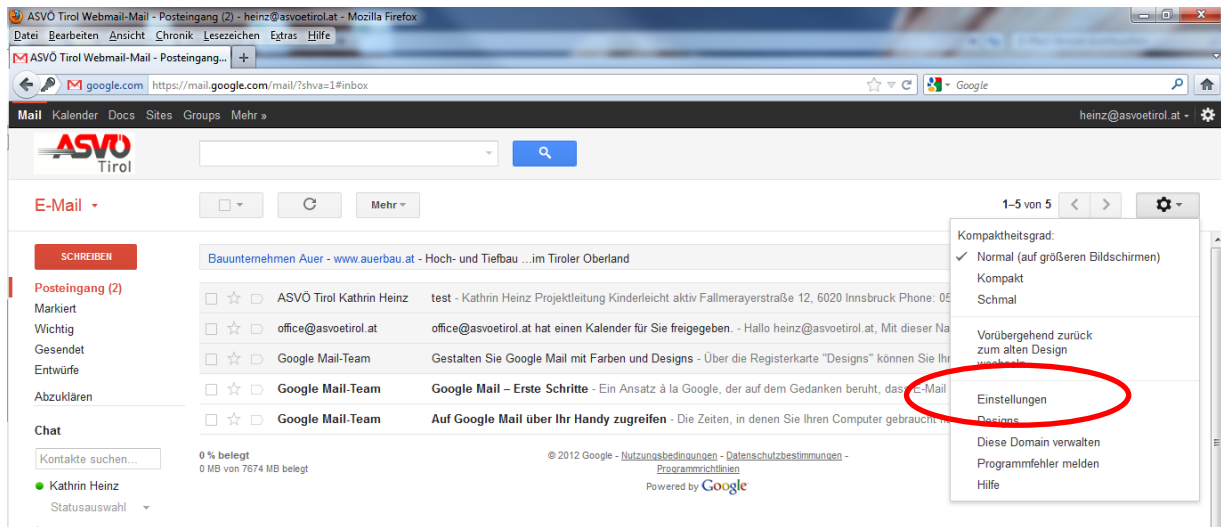 ASVÖ Tirol Webmail-Mail - Posteingang (2) - heinz@asvoetirol.at - Mozilla Firefox
Datei Bearbeiten Ansicht Chronik Lesezeichen Extras Hilfe
ASVÖ Tirol Webmail-Mail - Posteingang... +
google.com https://mail.google.com/mail/?shva=1#inbox Google
Mail Kalender Docs Sites Groups Mehr » heinz@asvoetirol.at
ASVÖ
Tirol
E-Mail Mehr 1–5 von 5
Kompaktheitsgrad:
Normal (auf größeren Bildschirmen)
Kompakt
Schmal
Vorübergehend zurück
zum alten Design
wechseln
Einstellungen
Designs
Diese Domain verwalten
Programmfehler melden
Hilfe
SCHREIBEN
Posteingang (2)
Markiert
Wichtig
Gesendet
Entwürfe
Abzuklären
Chat
Kontakte suchen...
Kathrin Heinz
Statusauswahl
Bauunternehmen Auer - www.auerbau.at - Hoch- und Tiefbau ...im Tiroler Oberland
ASVÖ Tirol Kathrin Heinz test - Kathrin Heinz Projektleitung Kinderleicht aktiv Fallmerayerstraße 12, 6020 Innsbruck Phone: 05
office@asvoetirol.at office@asvoetirol.at hat einen Kalender für Sie freigegeben. - Hallo heinz@asvoetirol.at, Mit dieser Na
Google Mail-Team Gestalten Sie Google Mail mit Farben und Designs - Über die Registerkarte "Designs" können Sie Ihr
Google Mail-Team Google Mail – Erste Schritte - Ein Ansatz à la Google, der auf dem Gedanken beruht, dass E-Mail
Google Mail-Team Auf Google Mail über Ihr Handy zugreifen - Die Zeiten, in denen Sie Ihren Computer gebraucht
0 % belegt
0 MB von 7674 MB belegt
© 2012 Google - Nutzungsbedingungen - Datenschutzbestimmungen -
Programmrichtlinien
Powered by Google